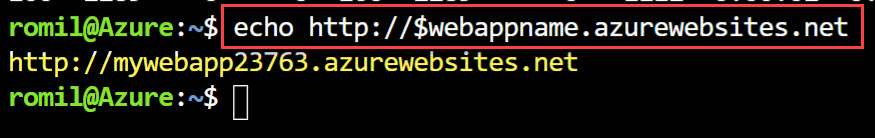 romil@Azure:~$ echo http://$webappname.azurewebsites.net
http://mywebapp23763.azurewebsites.net
romil@Azure:~$